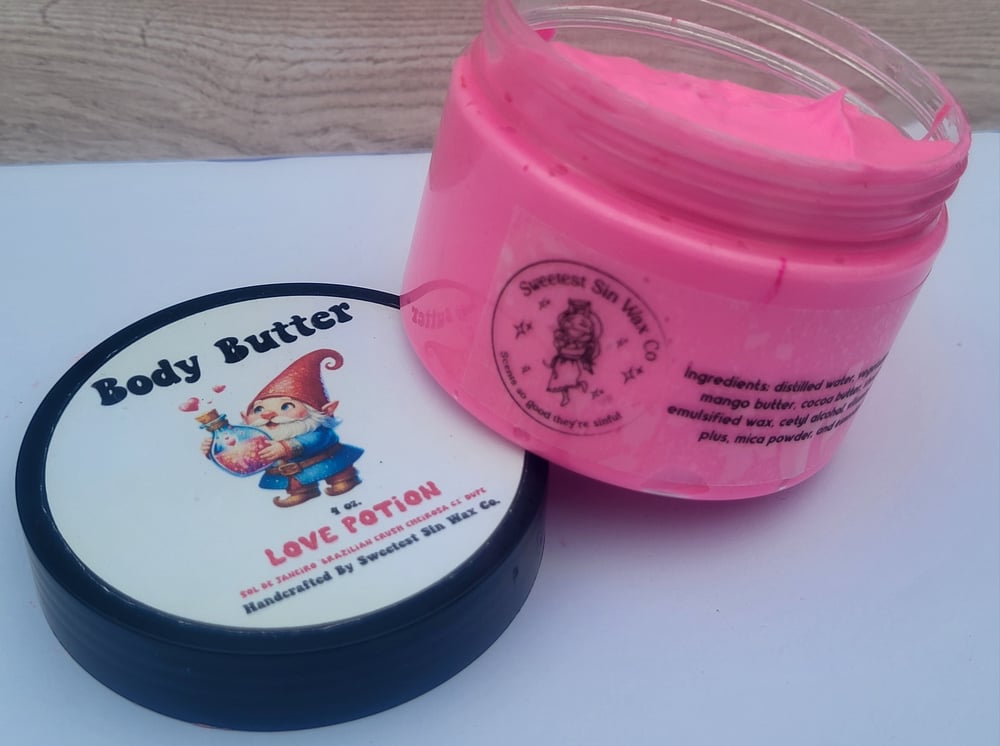 Body Butter
4 oz.
LOVE POTION
SOL DE JANEIRO BRAZILIAN CRUSH CHEIROSA 62 DUPE
Handcrafted By Sweetest Sin Wax Co.
Sweetest Sin Wax Co
Scents so good they're sinful
ingredients: distilled water,
mango butter, cocoa butter,
emulsified wax, cetyl alcohol,
plus, mica powder, and